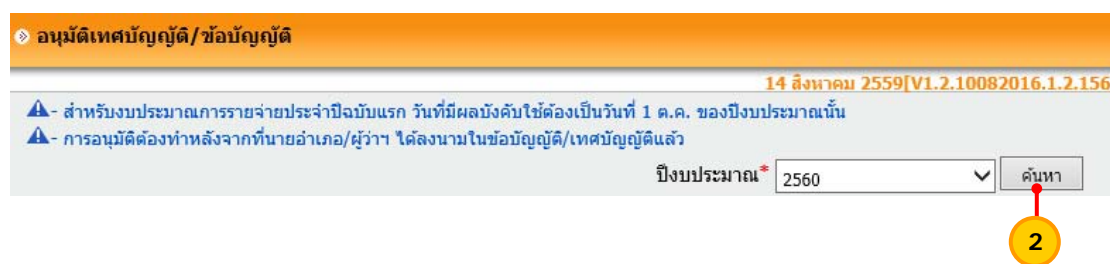 อนุมัติเทศบัญญัติ/ข้อบัญญัติ
14 สิงหาคม 2559[V1.2.10082016.1.2.156
- สำหรับงบประมาณการรายจ่ายประจำปีฉบับแรก วันที่มีผลบังคับใช้ต้องเป็นวันที่ 1 ต.ค. ของปีงบประมาณนั้น
- การอนุมัติต้องทำหลังจากที่นายอำเภอ/ผู้ว่าฯ ได้ลงนามในข้อบัญญัติ/เทศบัญญัติแล้ว
ปีงบประมาณ* 2560 ค้นหา
2